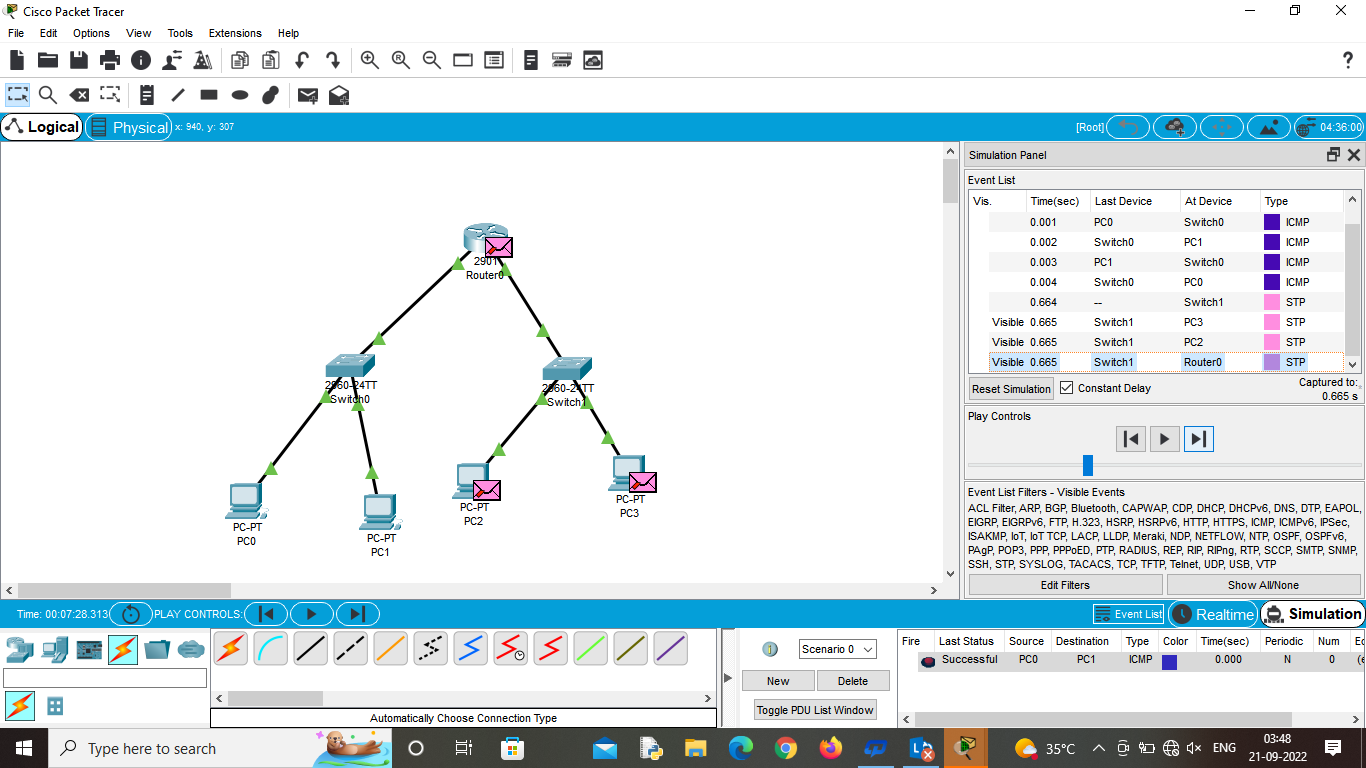 Cisco Packet Tracer
File Edit Options View Tools Extensions Help
?
Logical Physical x: 940, y: 307 [Root] 04:36:00
2901
Router0
2960-24TT
Switch0
2960-24TT
Switch1
PC-PT
PC0
PC-PT
PC1
PC-PT
PC2
PC-PT
PC3
Simulation Panel
Event List
Vis. Time(sec) Last Device At Device Type
0.001 PC0 Switch0 ICMP
0.002 Switch0 PC1 ICMP
0.003 PC1 Switch0 ICMP
0.004 Switch0 PC0 ICMP
0.664 -- Switch1 STP
Visible 0.665 Switch1 PC3 STP
Visible 0.665 Switch1 PC2 STP
Visible 0.665 Switch1 Router0 STP
Reset Simulation Constant Delay Captured to:
0.665 s
Play Controls
Event List Filters - Visible Events
ACL Filter, ARP, BGP, Bluetooth, CAPWAP, CDP, DHCP, DHCPv6, DNS, DTP, EAPOL,
EIGRP, EIGRPv6, FTP, H.323, HSRP, HSRPv6, HTTP, HTTPS, ICMP, ICMPv6, IPSec,
ISAKMP, IoT, IoT TCP, LACP, LLDP, Meraki, NDP, NETFLOW, NTP, OSPF, OSPFv6,
PAgP, POP3, PPP, PPPoED, PTP, RADIUS, REP, RIP, RIPng, RTP, SCCP, SMTP, SNMP,
SSH, STP, SYSLOG, TACACS, TCP, TFTP, Telnet, UDP, USB, VTP
Edit Filters Show All/None
Time: 00:07:28.313 PLAY CONTROLS: Event List Realtime Simulation
Automatically Choose Connection Type
Scenario 0
New Delete
Toggle PDU List Window
Fire Last Status Source Destination Type Color Time(sec) Periodic Num Ec
Successful PC0 PC1 ICMP 0.000 N 0 (e
Type here to search
35°C ENG
03:48
21-09-2022